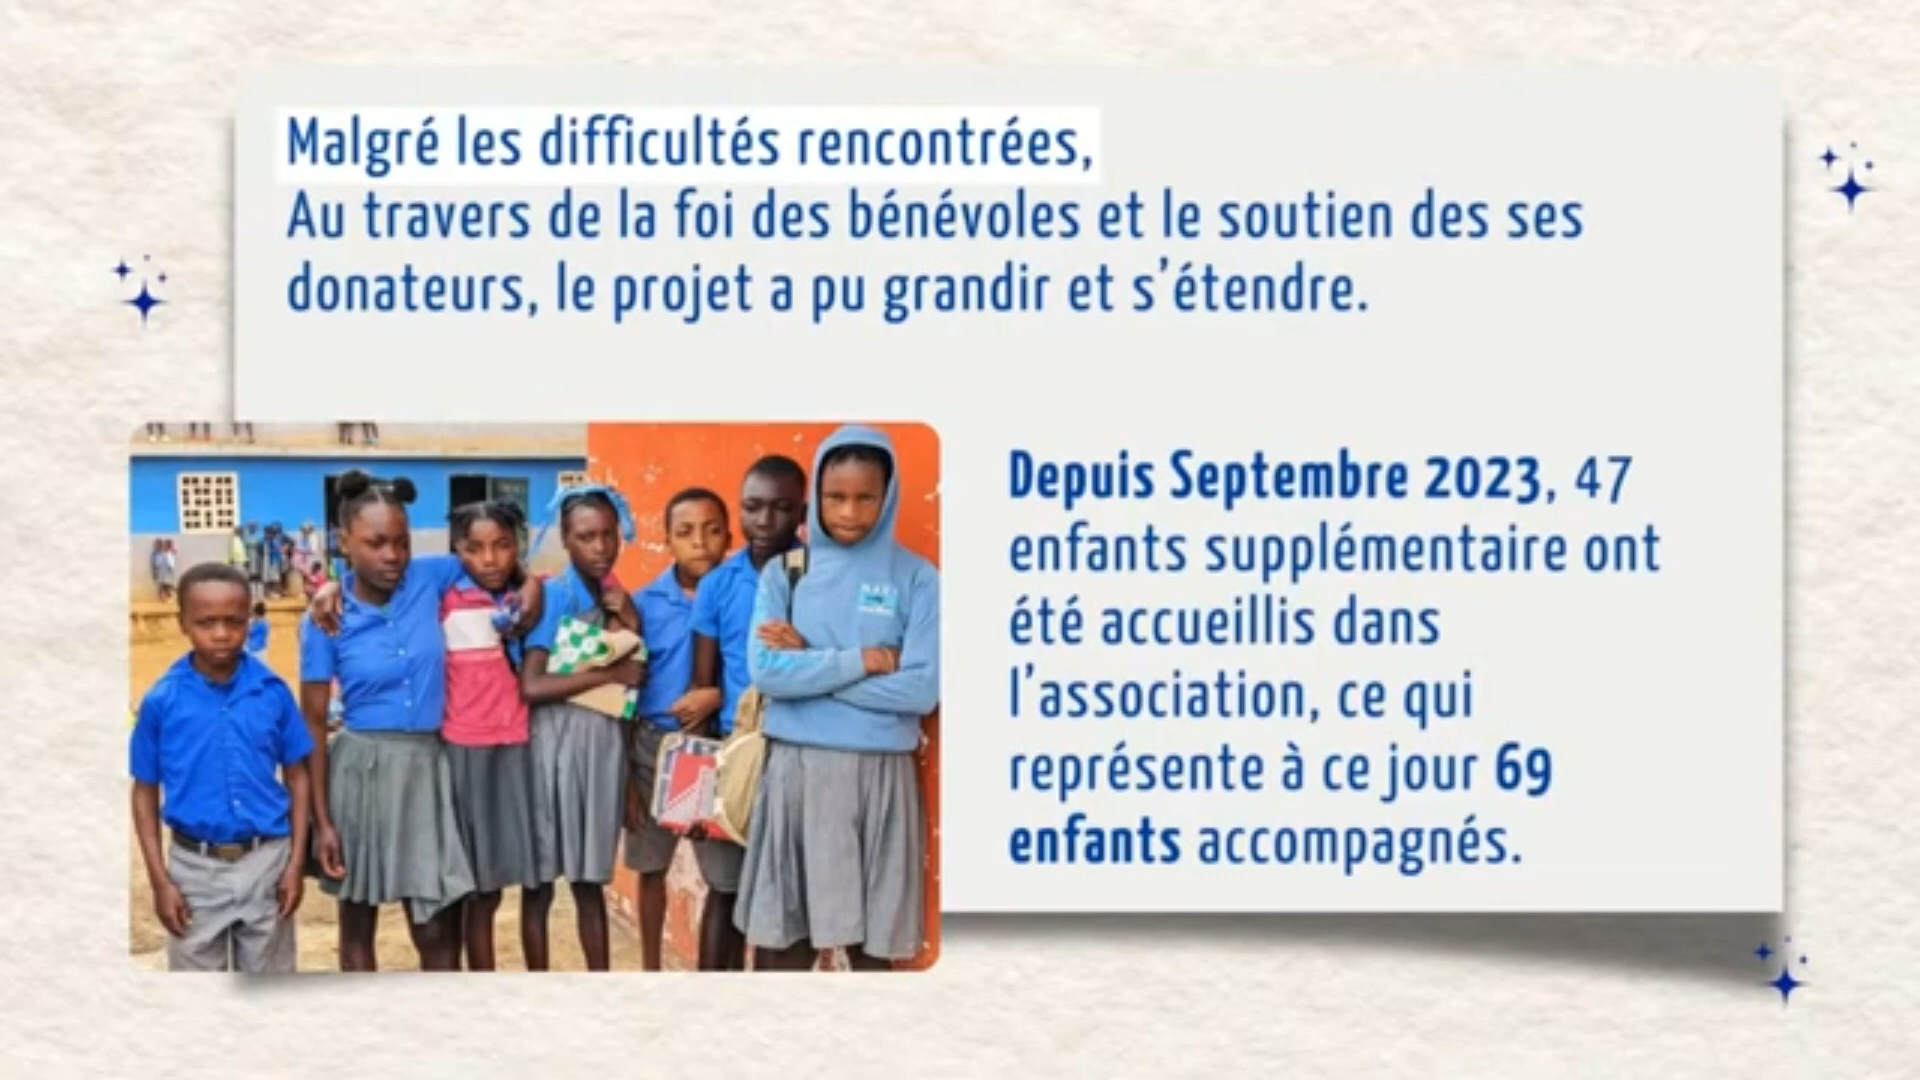 Malgré les difficultés rencontrées,
Au travers de la foi des bénévoles et le soutien des ses
donateurs, le projet a pu grandir et s’étendre.
Depuis Septembre 2023, 47
enfants supplémentaire ont
été accueillis dans
l’association, ce qui
représente à ce jour 69
enfants accompagnés.